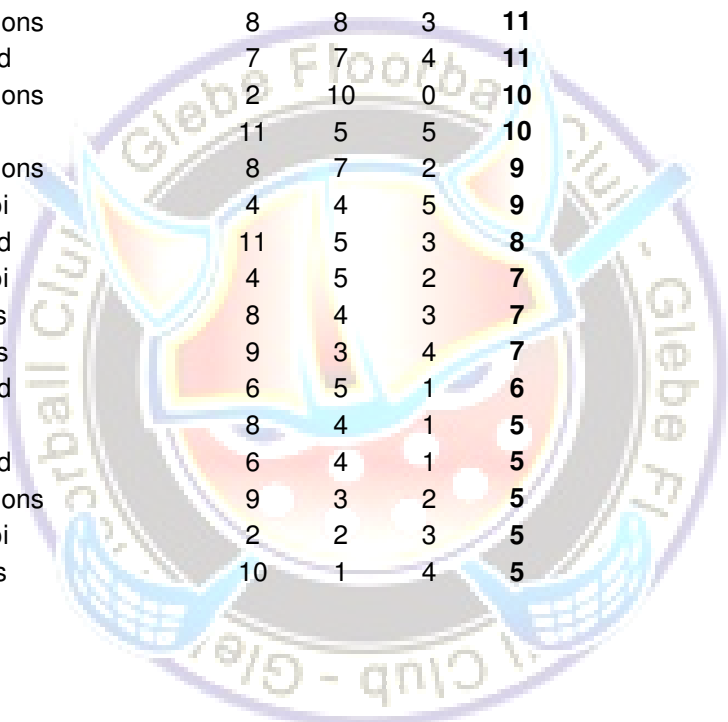 ons 8 8 3 11
d 7 7 4 11
ons 2 10 0 10
11 5 5 10
ons 8 7 2 9
oi 4 4 5 9
d 11 5 3 8
oi 4 5 2 7
s 8 4 3 7
s 9 3 4 7
d 6 5 1 6
8 4 1 5
d 6 4 1 5
ons 9 3 2 5
oi 2 2 3 5
s 10 1 4 5
Glebe Floorball Club - Glebe Floorball Club - Glebe Floorball Club